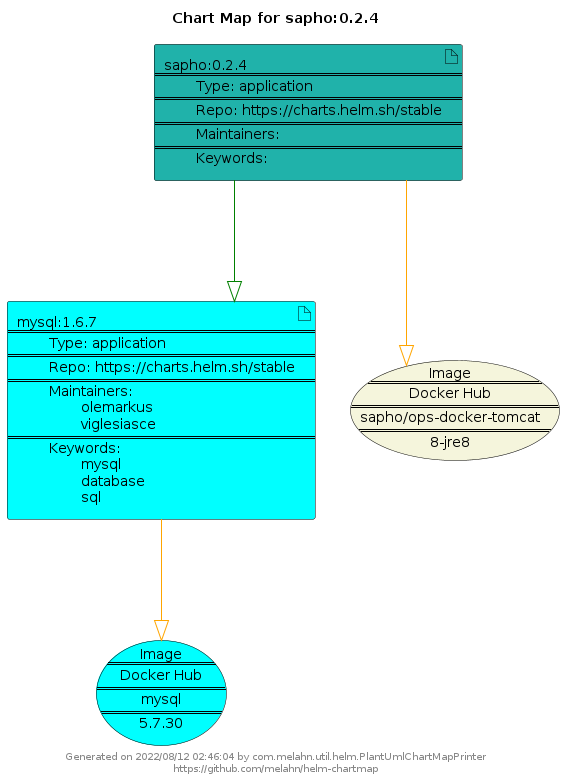 Chart Map for sapho:0.2.4
sapho:0.2.4
Type: application
Repo: https://charts.helm.sh/stable
Maintainers:
Keywords:
mysql:1.6.7
Type: application
Repo: https://charts.helm.sh/stable
Maintainers:
olemarkus
viglesiasce
Keywords:
mysql
database
sql
Image
Docker Hub
sapho/ops-docker-tomcat
8-jre8
Image
Docker Hub
mysql
5.7.30
Generated on 2022/08/12 02:46:04 by com.melahn.util.helm.PlantUmlChartMapPrinter
https://github.com/melahn/helm-chartmap